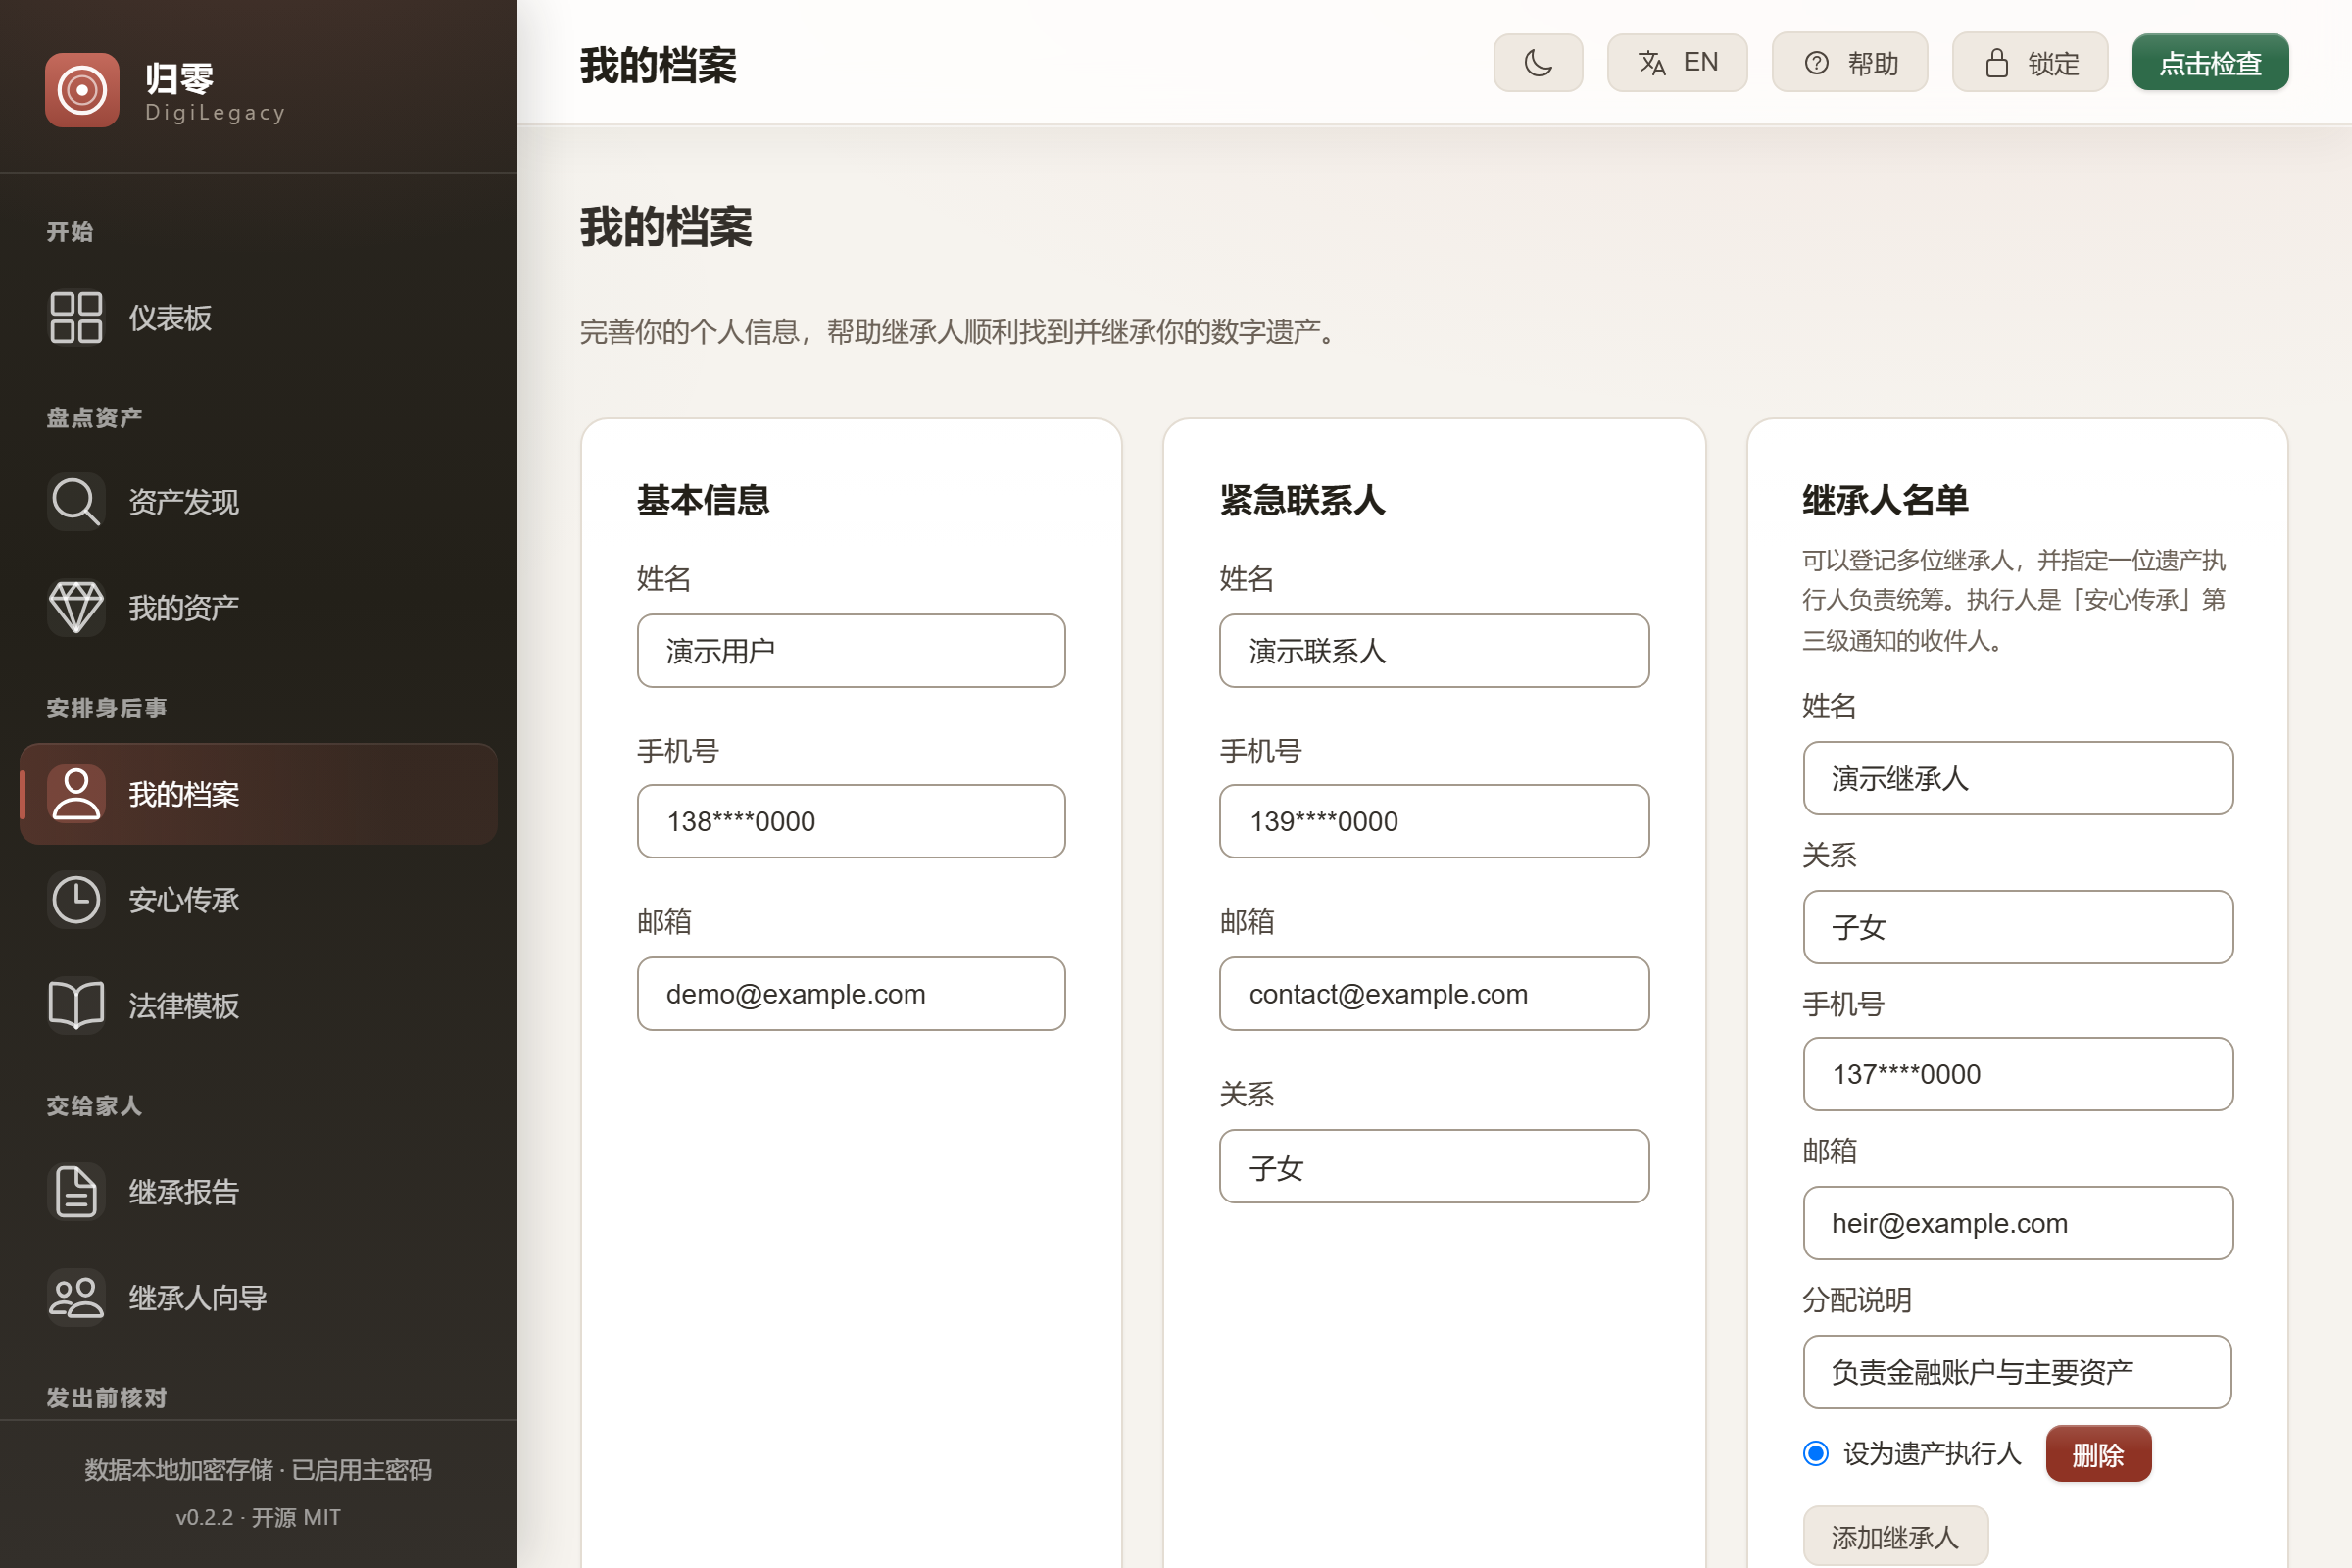 归零
DigiLegacy
开始
仪表板
盘点资产
资产发现
我的资产
安排身后事
我的档案
安心传承
法律模板
交给家人
继承报告
继承人向导
发出前核对
数据本地加密存储 · 已启用主密码
v0.2.2 · 开源 MIT
我的档案
EN
帮助
锁定
点击检查
我的档案
完善你的个人信息，帮助继承人顺利找到并继承你的数字遗产。
基本信息
姓名
演示用户
手机号
138****0000
邮箱
demo@example.com
紧急联系人
姓名
演示联系人
手机号
139****0000
邮箱
contact@example.com
关系
子女
继承人名单
可以登记多位继承人，并指定一位遗产执
行人负责统筹。执行人是「安心传承」第
三级通知的收件人。
姓名
演示继承人
关系
子女
手机号
137****0000
邮箱
heir@example.com
分配说明
负责金融账户与主要资产
设为遗产执行人
删除
添加继承人